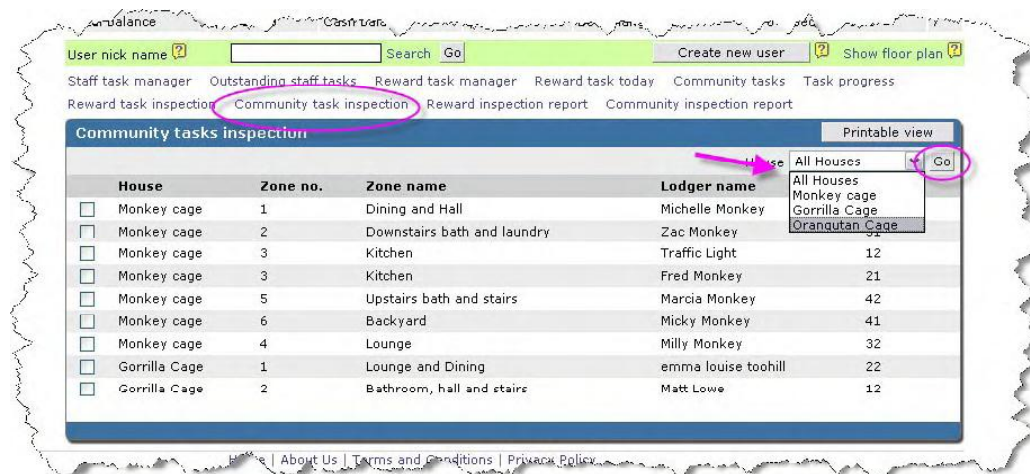 User nick name ? Search Go Create new user ? Show floor plan ?
Staff task manager Outstanding staff tasks Reward task manager Reward task today Community tasks Task progress
Reward task inspection Community task inspection Reward inspection report Community inspection report
Community tasks inspection Printable view
All Houses Go
All Houses
Monkey cage
Gorrilla Cage
Orangutan Cage
House Zone no. Zone name Lodger name
Monkey cage 1 Dining and Hall Michelle Monkey
Monkey cage 2 Downstairs bath and laundry Zac Monkey
Monkey cage 3 Kitchen Traffic Light 12
Monkey cage 3 Kitchen Fred Monkey 21
Monkey cage 5 Upstairs bath and stairs Marcia Monkey 42
Monkey cage 6 Backyard Micky Monkey 41
Monkey cage 4 Lounge Milly Monkey 32
Gorrilla Cage 1 Lounge and Dining emma louise toohill 22
Gorrilla Cage 2 Bathroom, hall and stairs Matt Lowe 12
| About Us | Terms and Conditions | Privacy Policy